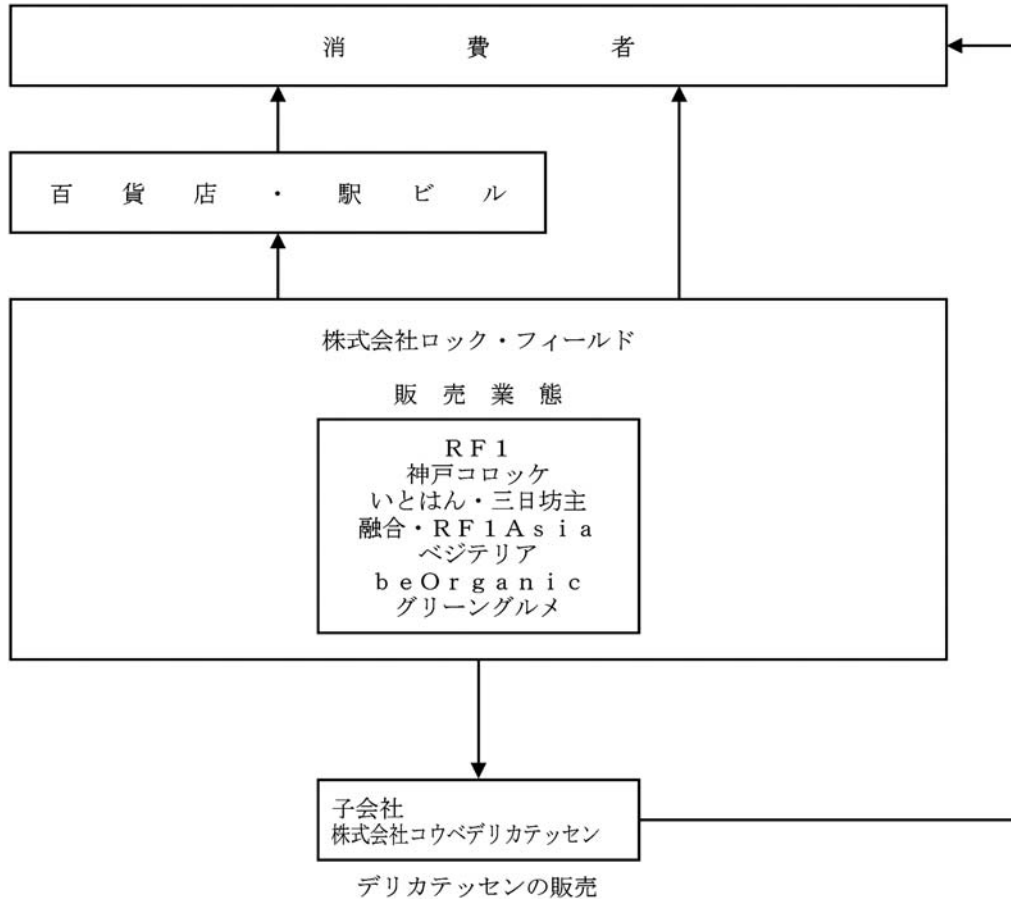 消費者
百貨店・駅ビル
株式会社ロック・フィールド
販売業態
ＲＦ１
神戸コロッケ
いとはん・三日坊主
融合・ＲＦ１Ａｓｉａ
ベジテリア
ｂｅＯｒｇａｎｉｃ
グリーングルメ
子会社
株式会社コウベデリカテッセン
デリカテッセンの販売